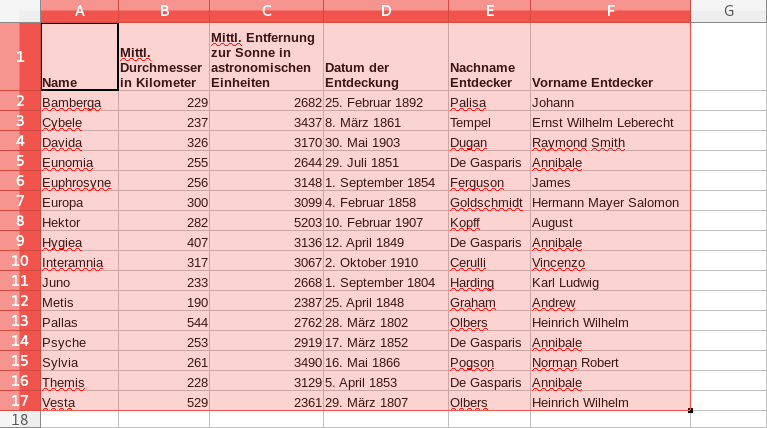 A B C D E F G
1 Name Mittl. Durchmesser in Kilometer Mittl. Entfernung zur Sonne in astronomischen Einheiten Datum der Entdeckung Nachname Entdecker Vorname Entdecker
2 Bamberga 229 2682 25. Februar 1892 Palisa Johann
3 Cybele 237 3437 8. März 1861 Tempel Ernst Wilhelm Leberecht
4 Davida 326 3170 30. Mai 1903 Dugan Raymond Smith
5 Eunomia 255 2644 29. Juli 1851 De Gasparis Annibale
6 Euphrosyne 256 3148 1. September 1854 Ferguson James
7 Europa 300 3099 4. Februar 1858 Goldschmidt Hermann Mayer Salomon
8 Hektor 282 5203 10. Februar 1907 Kopff August
9 Hygiea 407 3136 12. April 1849 De Gasparis Annibale
10 Interamnia 317 3067 2. Oktober 1910 Cerulli Vincenzo
11 Juno 233 2668 1. September 1804 Harding Karl Ludwig
12 Metis 190 2387 25. April 1848 Graham Andrew
13 Pallas 544 2762 28. März 1802 Olbers Heinrich Wilhelm
14 Psyche 253 2919 17. März 1852 De Gasparis Annibale
15 Sylvia 261 3490 16. Mai 1866 Pogson Norman Robert
16 Themis 228 3129 5. April 1853 De Gasparis Annibale
17 Vesta 529 2361 29. März 1807 Olbers Heinrich Wilhelm
18